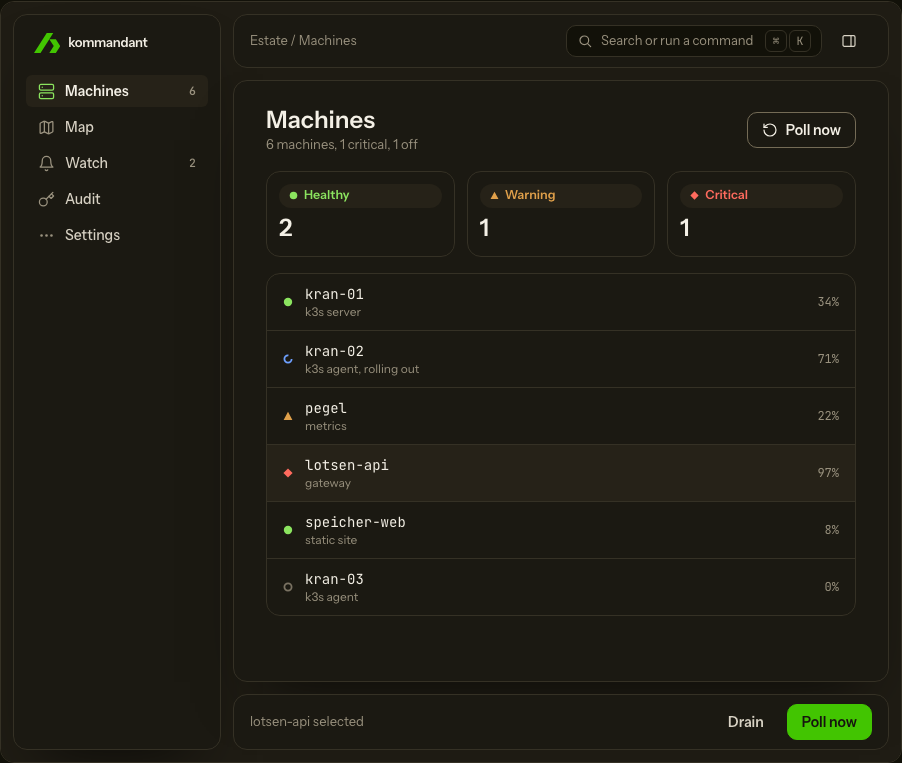 kommandant
Machines 6
Map
Watch 2
Audit
Settings
Estate / Machines
Search or run a command ⌘ K
Machines
6 machines, 1 critical, 1 off
Poll now
Healthy
2
Warning
1
Critical
1
kran-01
k3s server
34%
kran-02
k3s agent, rolling out
71%
pegel
metrics
22%
lotsen-api
gateway
97%
speicher-web
static site
8%
kran-03
k3s agent
0%
lotsen-api selected
Drain
Poll now